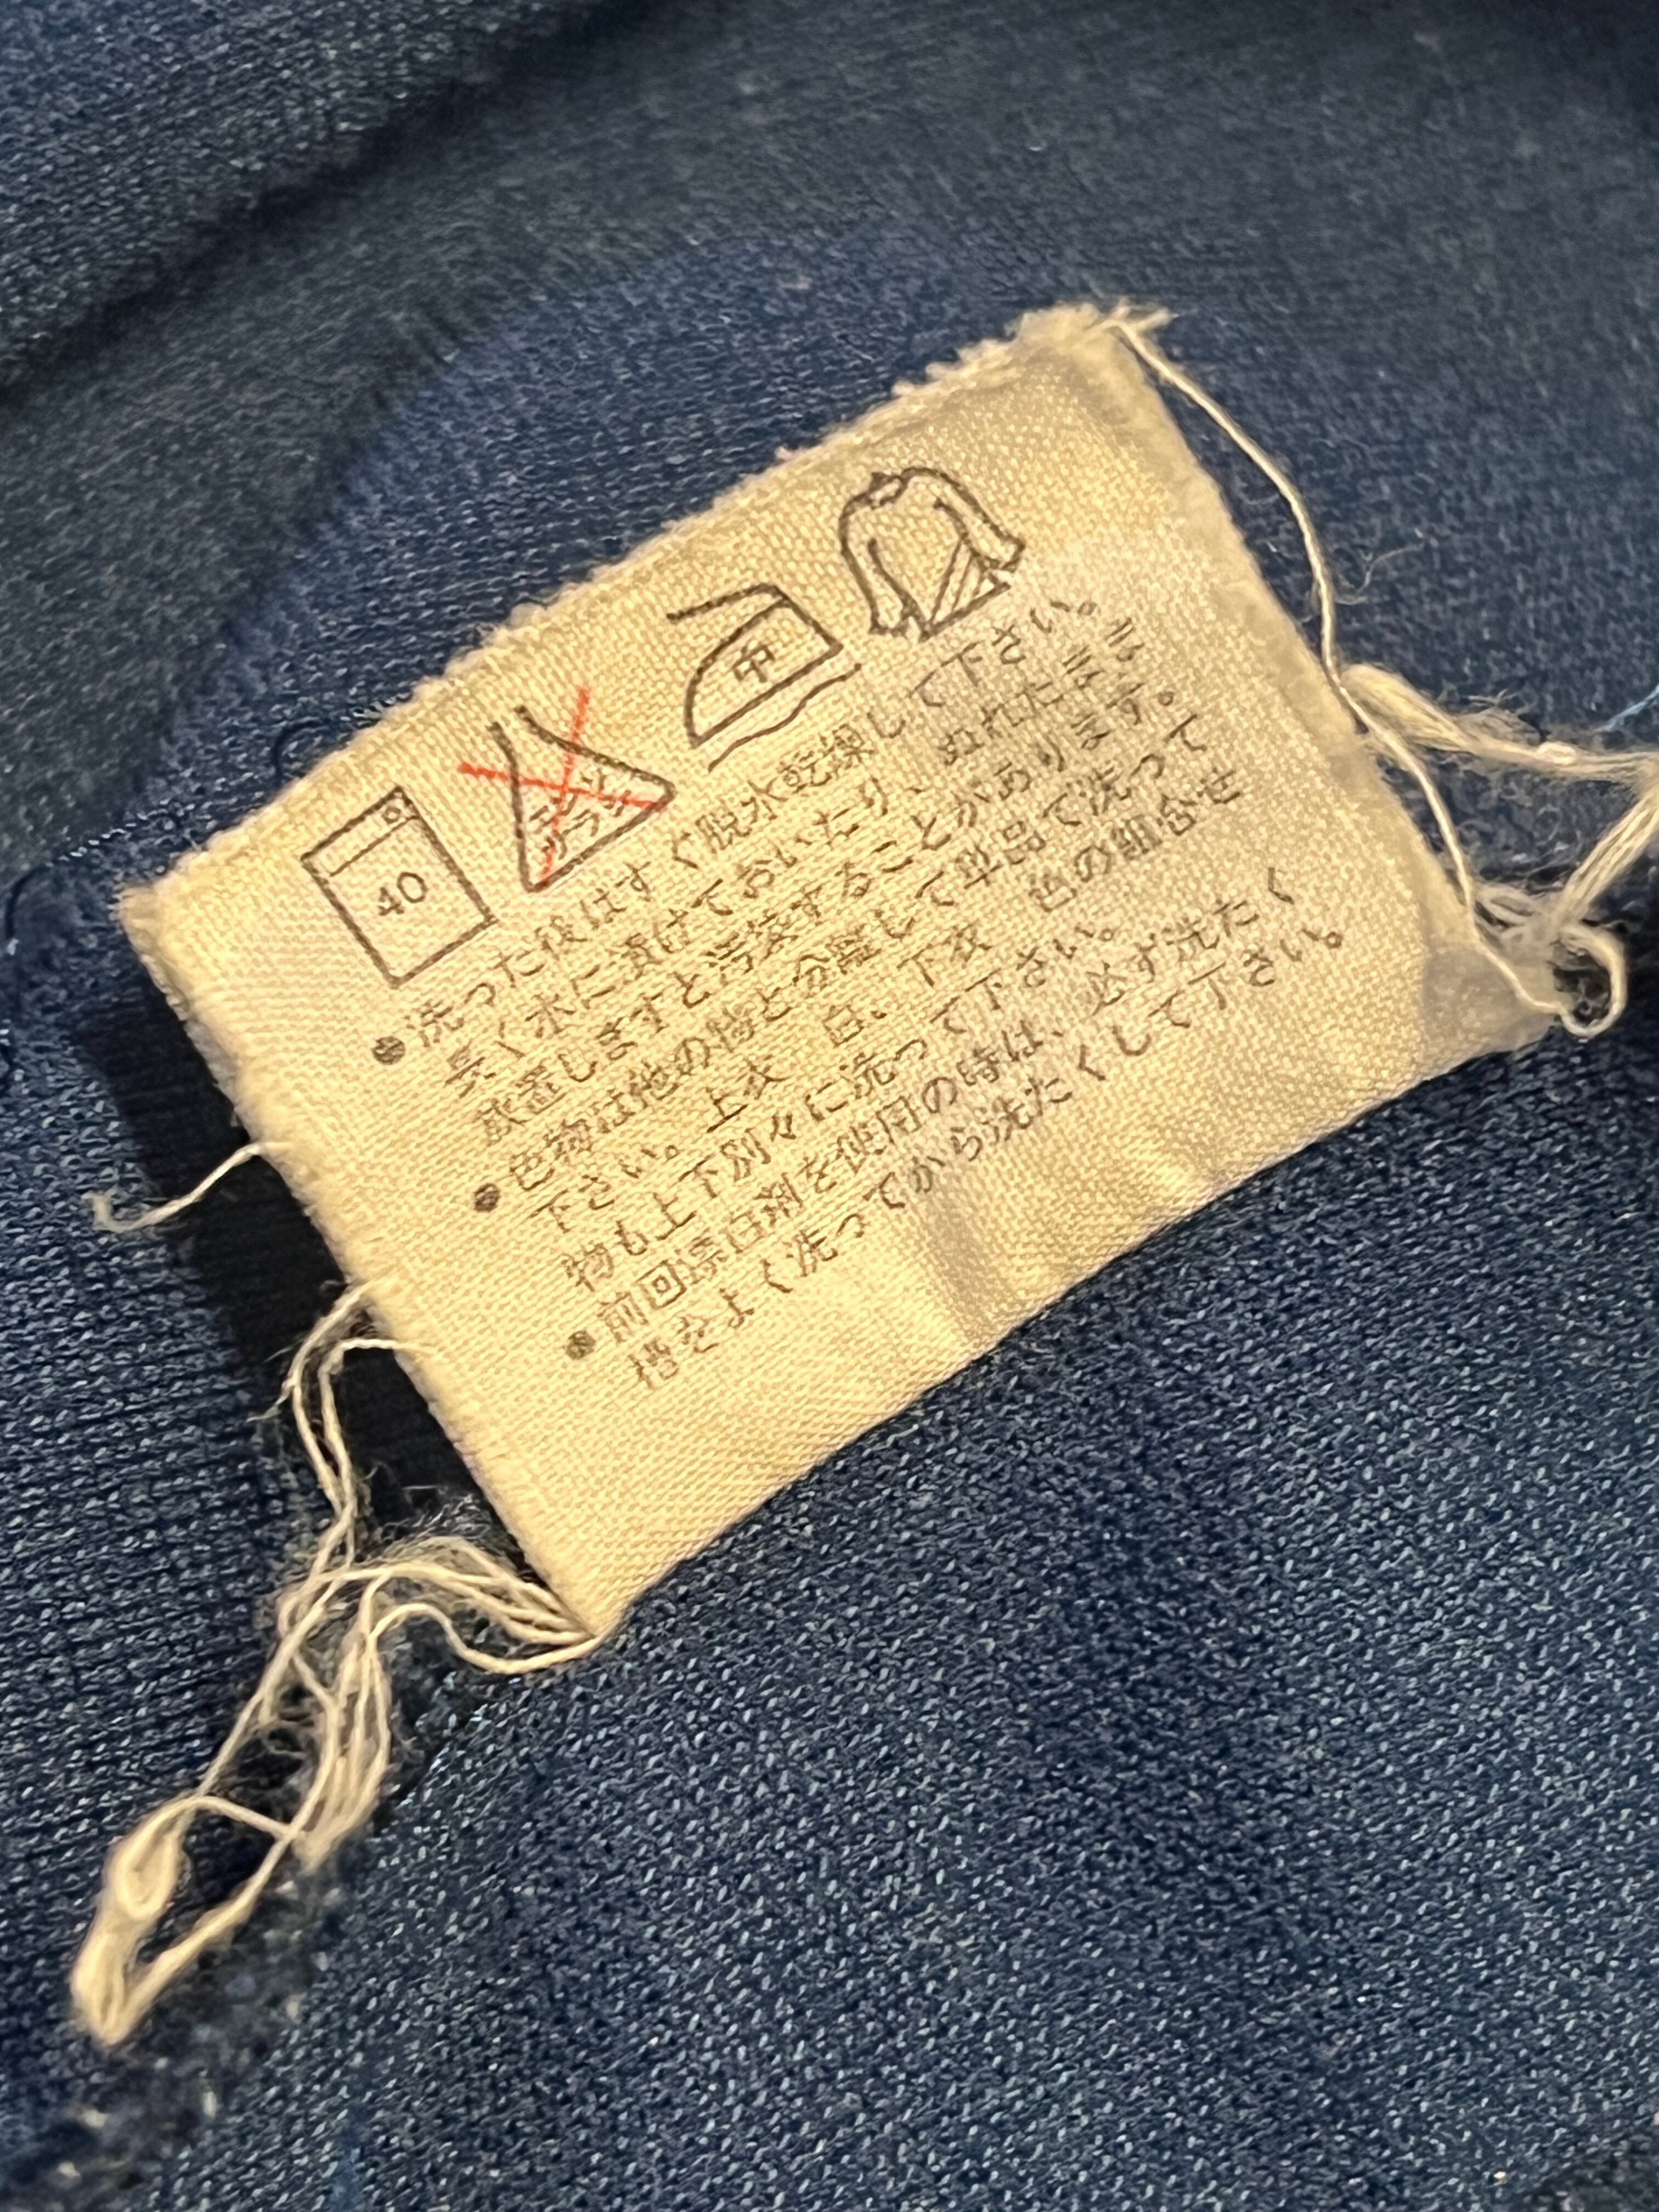 40
エンソ
サラシ
中
●洗った後はすぐ脱水乾燥して下さい。
長く水に漬けておいたり、ぬれたまま
放置しますと汚染することがあります。
●色物は他の物と分離して単品で洗って
下さい。上衣 白、下衣 色の組合せ
物も上下別々に洗って下さい。
●前回漂白剤を使用の時は、必ず洗たく
槽をよく洗ってから洗たくして下さい。